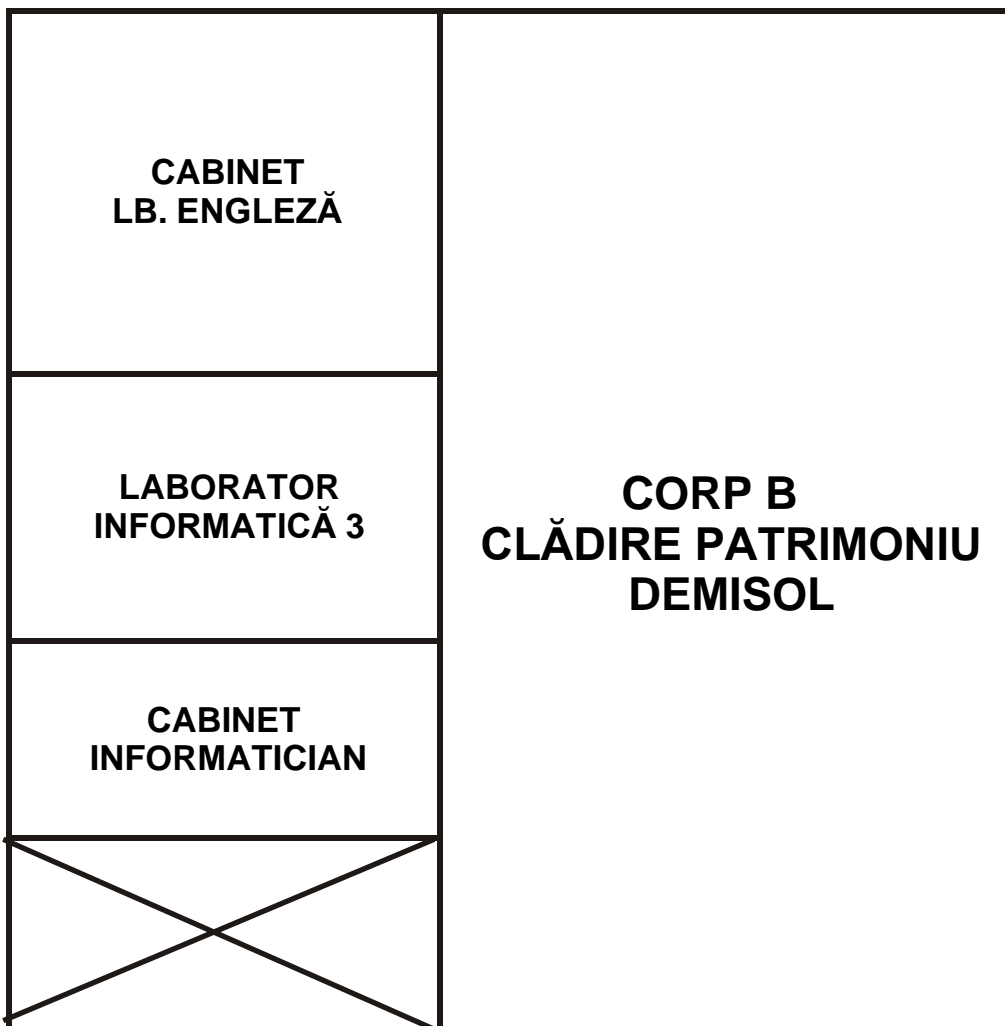 CABINET
LB. ENGLEZĂ
LABORATOR
INFORMATICĂ 3
CABINET
INFORMATICIAN
CORP B
CLĂDIRE PATRIMONIU
DEMISOL